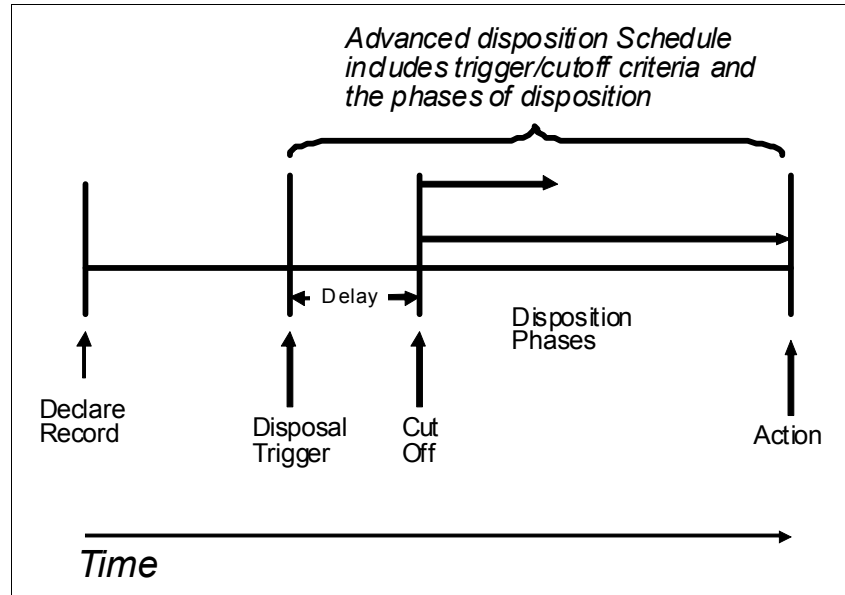 Advanced disposition Schedule
includes trigger/cutoff criteria and
the phases of disposition
Delay
Disposition
Phases
Declare
Record
Disposal
Trigger
Cut
Off
Action
Time